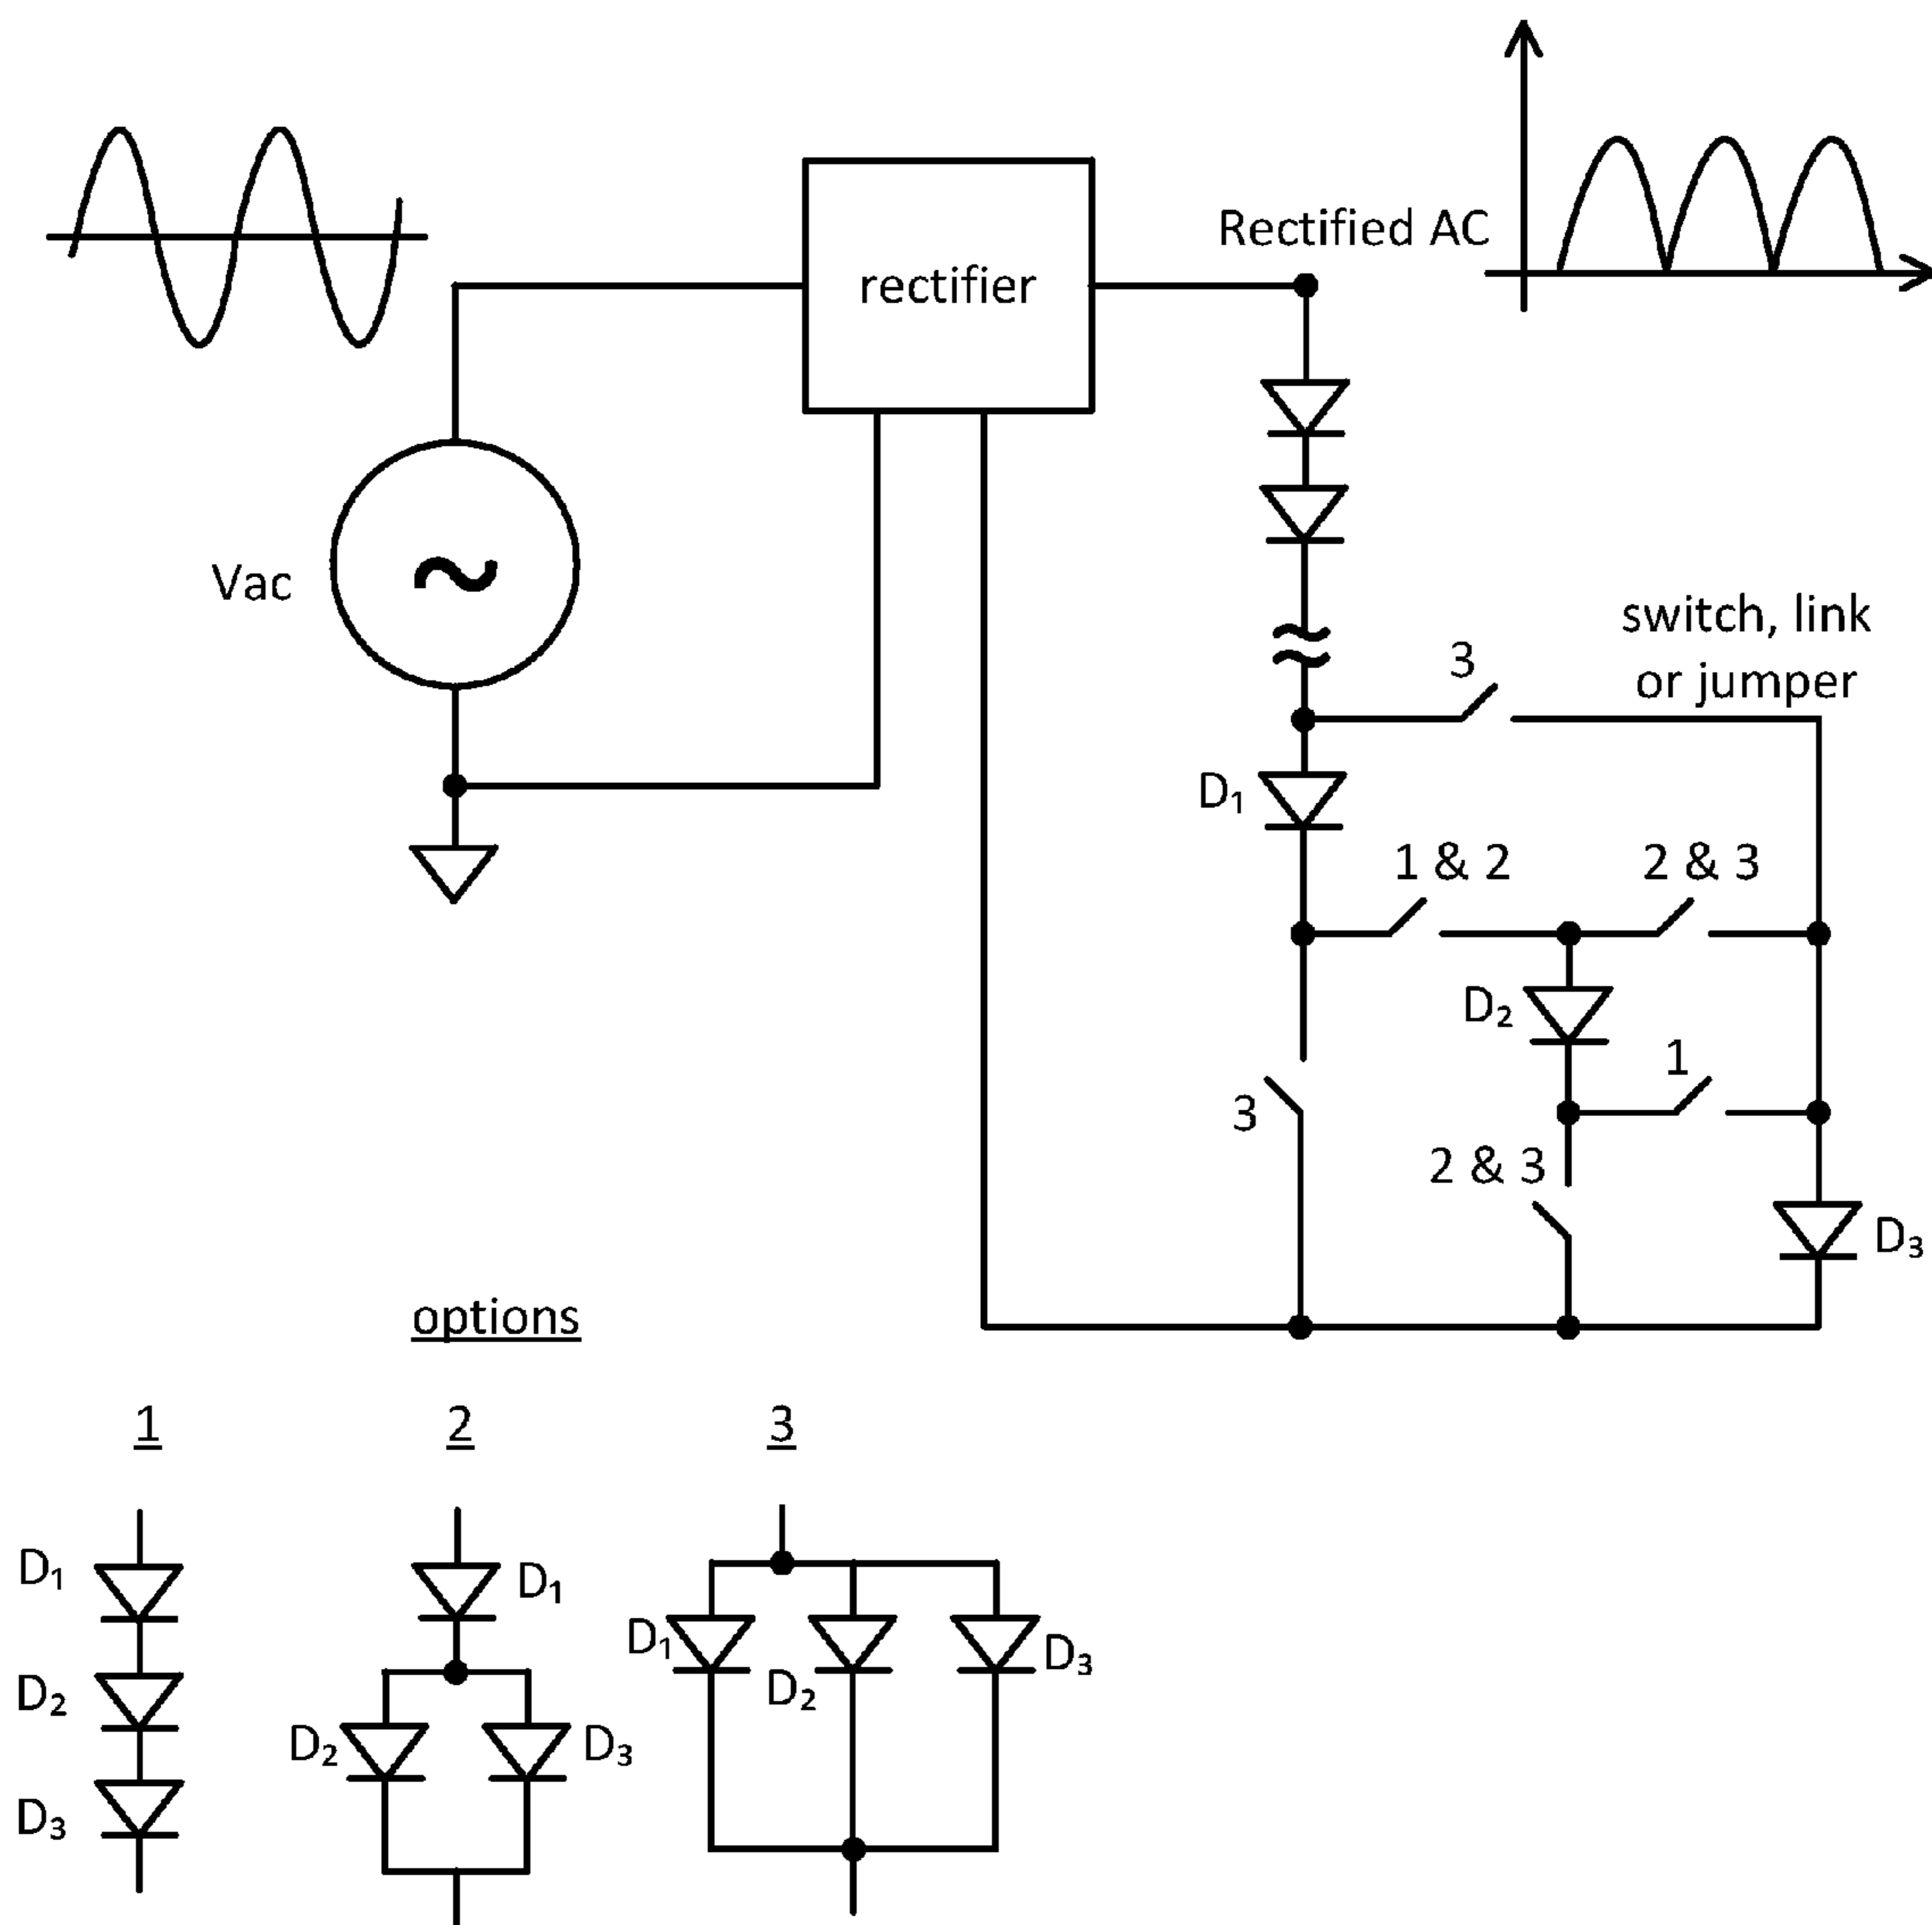 Rectified AC
rectifier
Vac
switch, link
or jumper
3
D₁
1 & 2
2 & 3
D₂
1
3
2 & 3
D₃
options
1
2
3
D₁
D₂
D₃
D₁
D₂
D₃
D₁
D₂
D₃